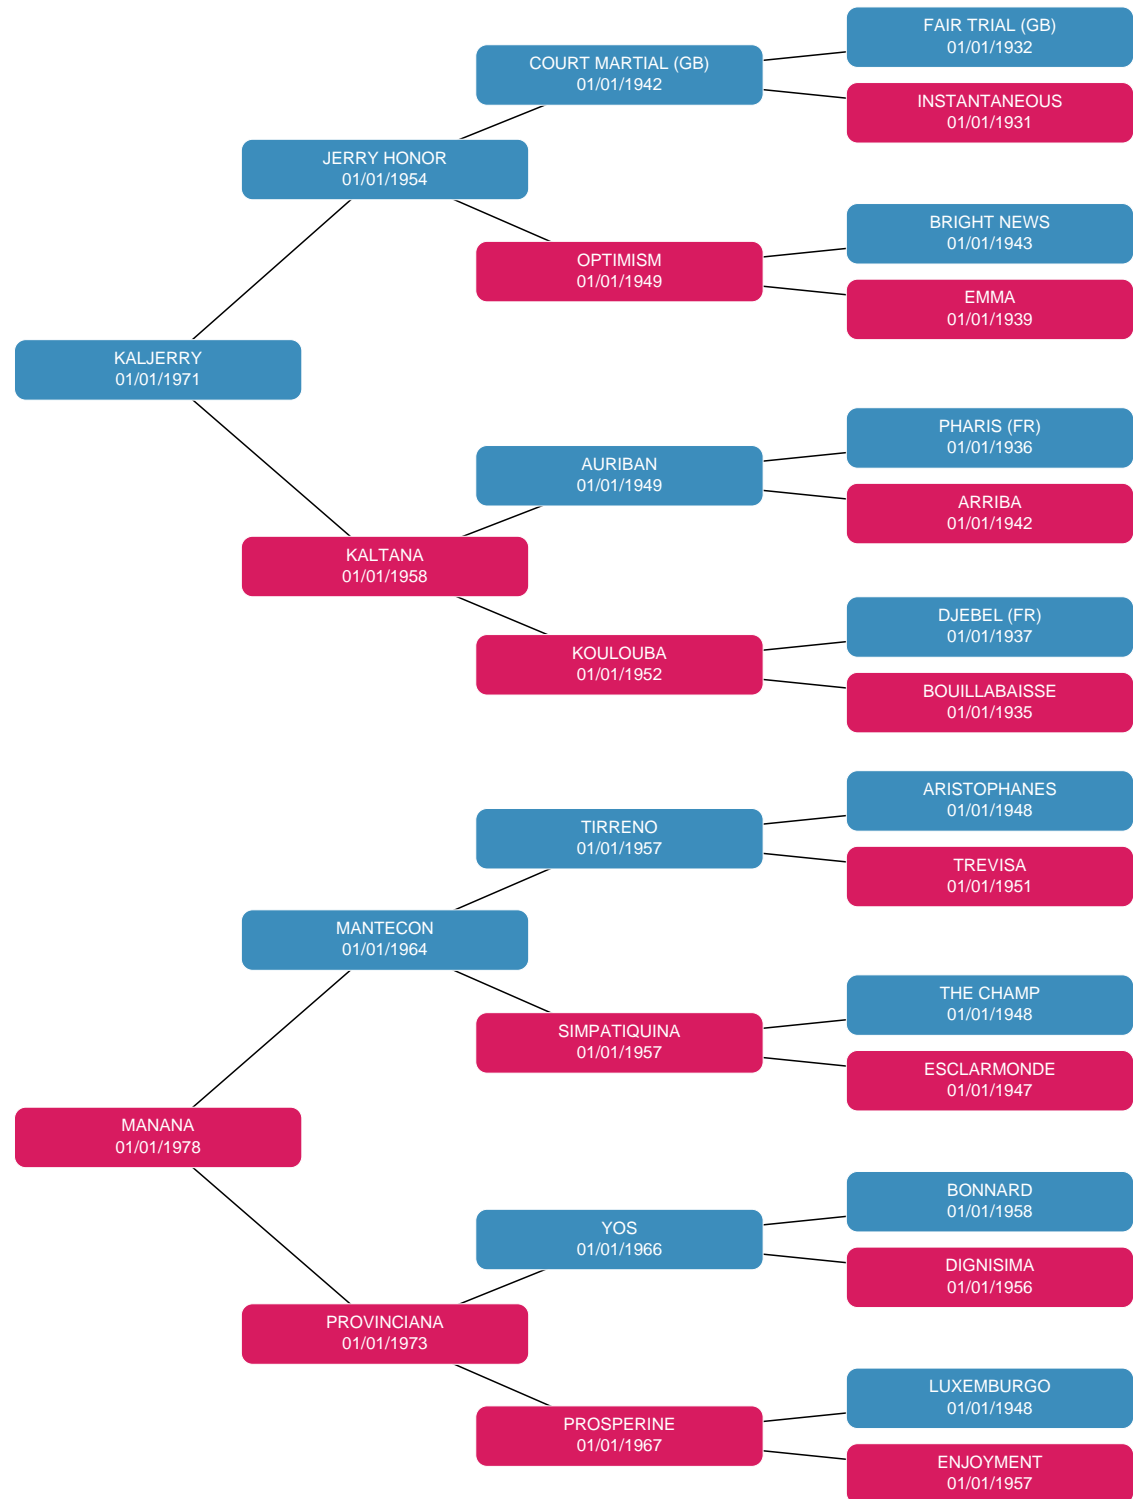 FAIR TRIAL (GB)
01/01/1932
COURT MARTIAL (GB)
01/01/1942
INSTANTANEOUS
01/01/1931
JERRY HONOR
01/01/1954
BRIGHT NEWS
01/01/1943
OPTIMISM
01/01/1949
EMMA
01/01/1939
KALJERRY
01/01/1971
PHARIS (FR)
01/01/1936
AURIBAN
01/01/1949
ARRIBA
01/01/1942
KALTANA
01/01/1958
DJEBEL (FR)
01/01/1937
KOULOUBA
01/01/1952
BOUILLABAISSE
01/01/1935
ARISTOPHANES
01/01/1948
TIRRENO
01/01/1957
TREVISA
01/01/1951
MANTECON
01/01/1964
THE CHAMP
01/01/1948
SIMPATIQUINA
01/01/1957
ESCLARMONDE
01/01/1947
MANANA
01/01/1978
BONNARD
01/01/1958
YOS
01/01/1966
DIGNISIMA
01/01/1956
PROVINCIANA
01/01/1973
LUXEMBURGO
01/01/1948
PROSPERINE
01/01/1967
ENJOYMENT
01/01/1957